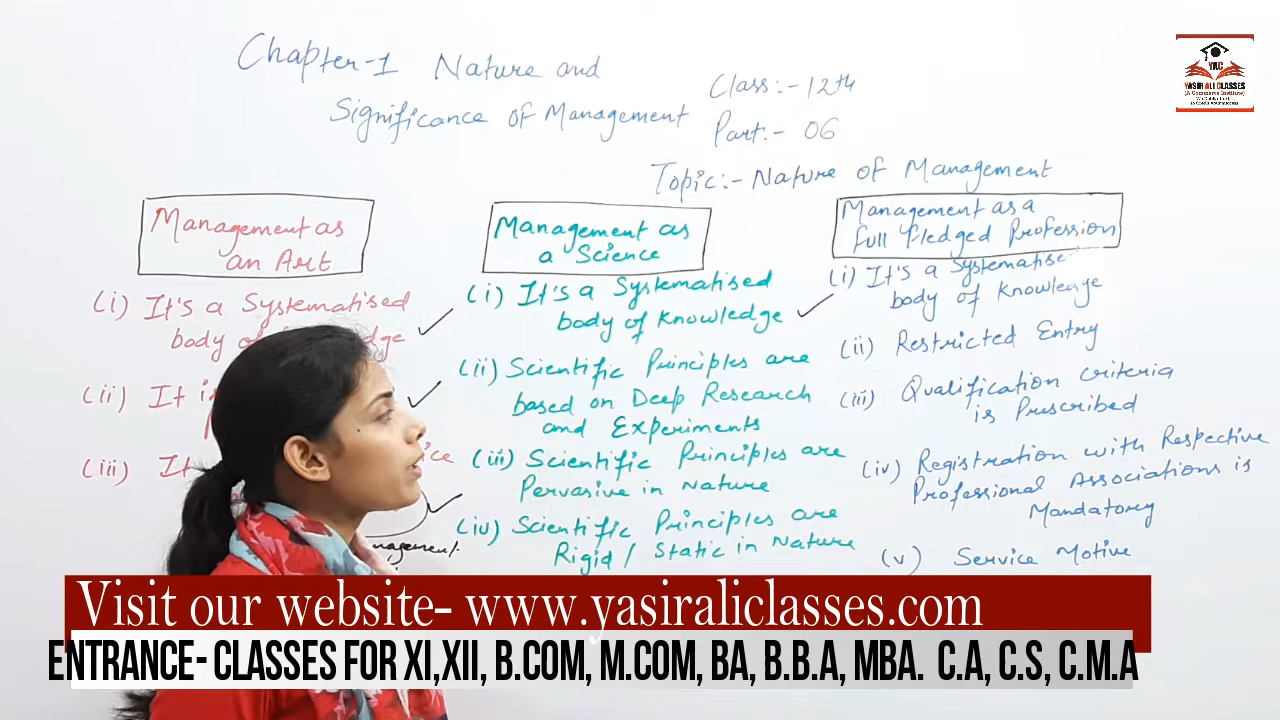 Chapter-1 Nature and
Significance of Management
Class:- 12th
Part:- 06
Topic:- Nature of Management
YAC
YASIR ALI CLASSES
(A Commerce Institute)
Management as
an Art
(i) It's a Systematised
body of
(ii) It
(iii) It
Management as
a Science
(i) It's a Systematised
body of Knowledge
(ii) Scientific Principles are
based on Deep Research
and Experiments
(iii) Scientific Principles are
Pervasive in Nature
(iv) Scientific Principles are
Rigid / Static in Nature
Management as a
full fledged Profession
(i) It's a Systematise
body of Knowledge
(ii) Restricted Entry
(iii) Qualification criteria
is Prescribed
(iv) Registration with Respective
Professional Associations is
Mandatory
(v) Service Motive
Visit our website- www.yasiraliclasses.com
ENTRANCE- CLASSES FOR XI,XII, B.COM, M.COM, BA, B.B.A, MBA. C.A, C.S, C.M.A